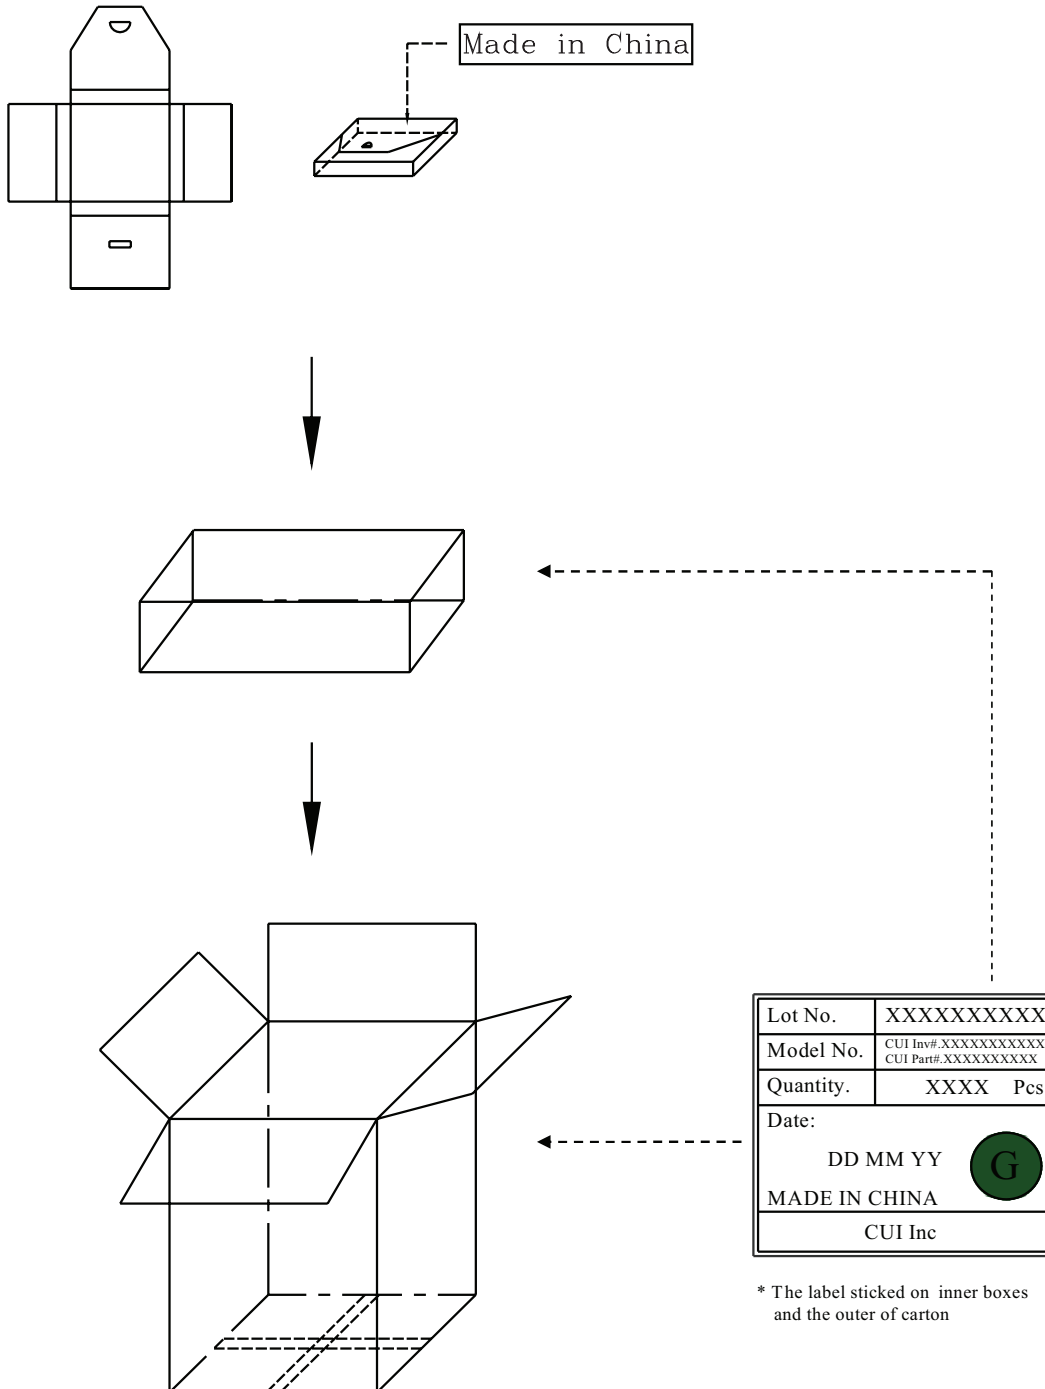 Made in China
Lot No. XXXXXXXXXX
Model No. CUI Inv#.XXXXXXXXXXX
CUI Part#.XXXXXXXXXX
Quantity. XXXX Pcs
Date:
DD MM YY
G
MADE IN CHINA
CUI Inc
* The label sticked on inner boxes
and the outer of carton